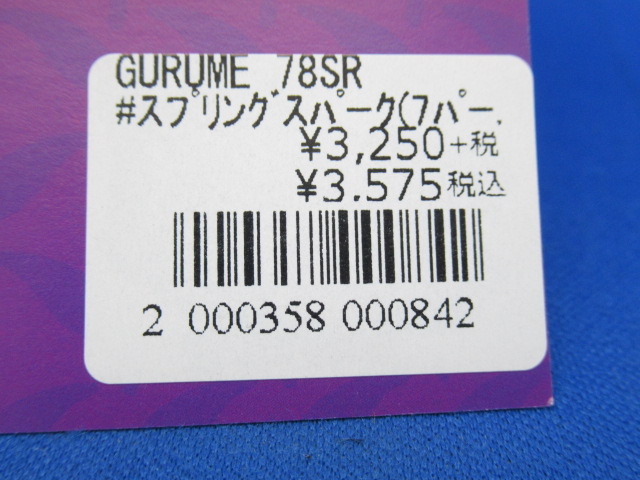 GURUME 78SR
#スプリングスパーク(フパー.
¥3,250+税
¥3,575税込
2 000358 000842